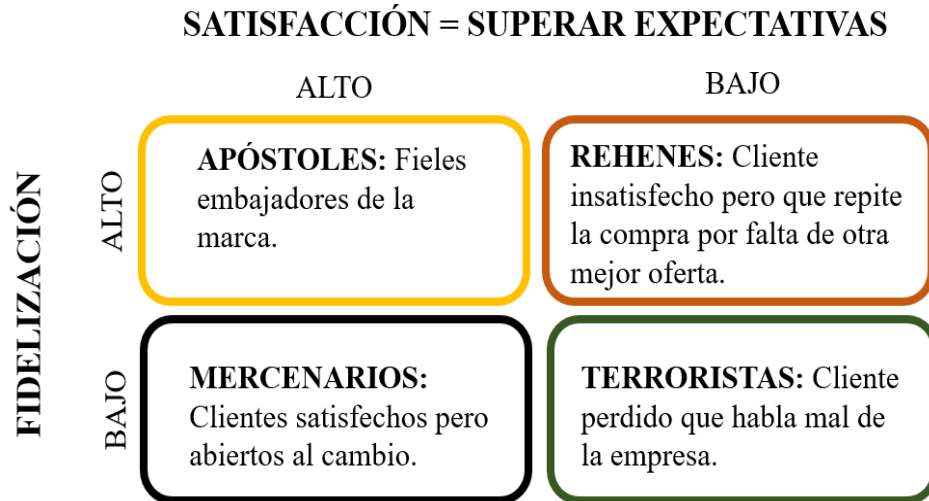 SATISFACCIÓN = SUPERAR EXPECTATIVAS
ALTO
BAJO
FIDELIZACIÓN
ALTO
APÓSTOLES: Fieles
embajadores de la
marca.
REHENES: Cliente
insatisfecho pero que repite
la compra por falta de otra
mejor oferta.
BAJO
MERCENARIOS:
Clientes satisfechos pero
abiertos al cambio.
TERRORISTAS: Cliente
perdido que habla mal de
la empresa.